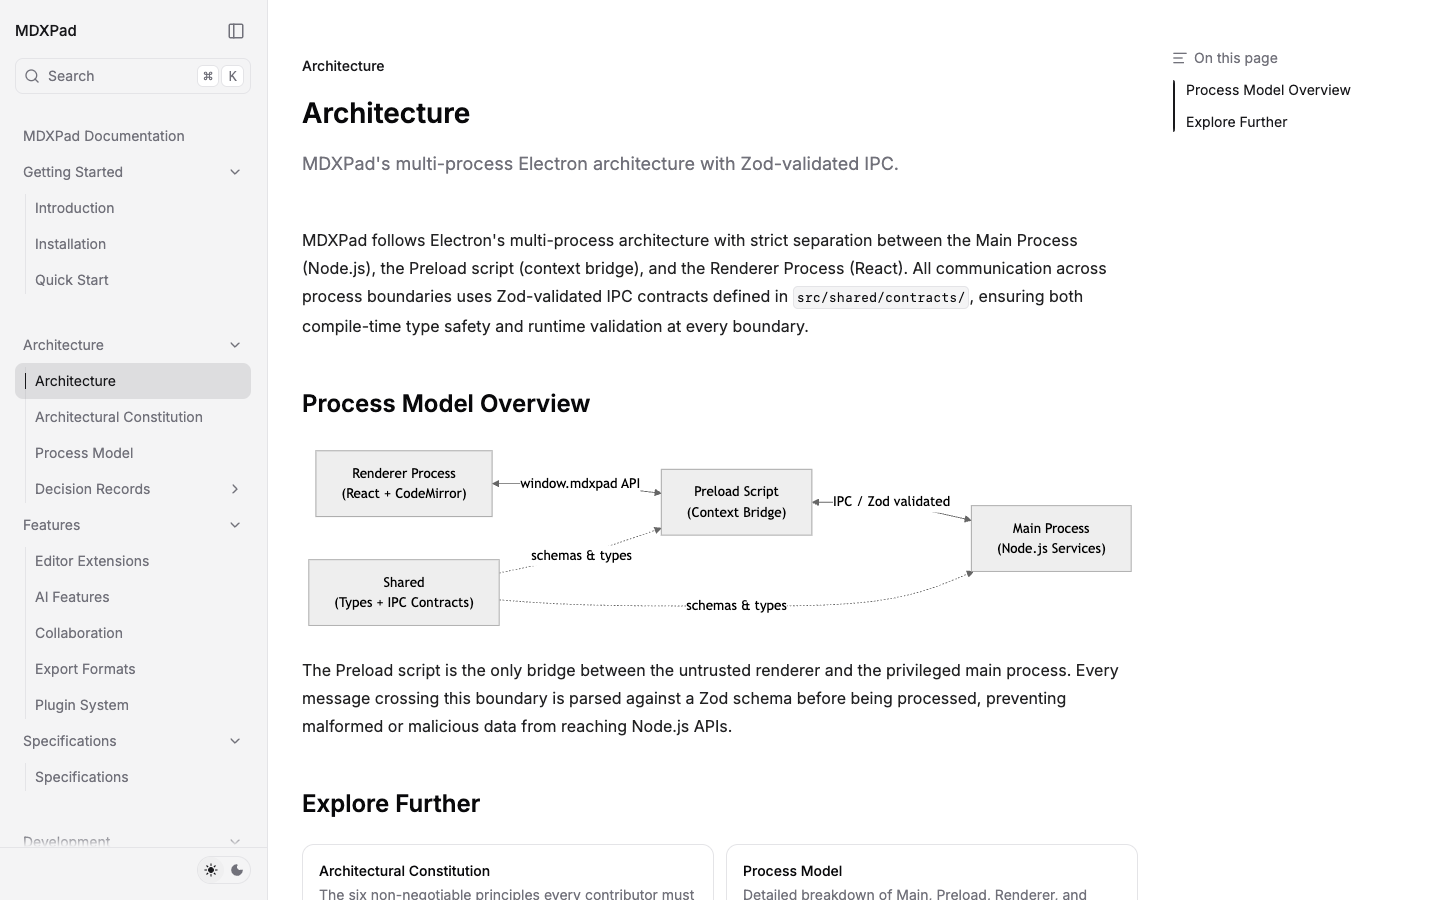 MDXPad
Search
⌘ K
MDXPad Documentation
Getting Started
Introduction
Installation
Quick Start
Architecture
Architecture
Architectural Constitution
Process Model
Decision Records
Features
Editor Extensions
AI Features
Collaboration
Export Formats
Plugin System
Specifications
Specifications
Development
Architecture
Architecture
MDXPad's multi-process Electron architecture with Zod-validated IPC.
MDXPad follows Electron's multi-process architecture with strict separation between the Main Process
(Node.js), the Preload script (context bridge), and the Renderer Process (React). All communication across
process boundaries uses Zod-validated IPC contracts defined in src/shared/contracts/, ensuring both
compile-time type safety and runtime validation at every boundary.
Process Model Overview
Renderer Process
(React + CodeMirror)
window.mdxpad API
Preload Script
(Context Bridge)
IPC / Zod validated
Main Process
(Node.js Services)
schemas & types
Shared
(Types + IPC Contracts)
schemas & types
The Preload script is the only bridge between the untrusted renderer and the privileged main process. Every
message crossing this boundary is parsed against a Zod schema before being processed, preventing
malformed or malicious data from reaching Node.js APIs.
Explore Further
Architectural Constitution
The six non-negotiable principles every contributor must
Process Model
Detailed breakdown of Main, Preload, Renderer, and
On this page
Process Model Overview
Explore Further